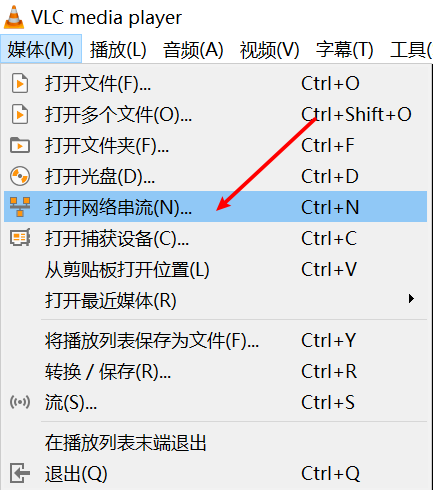 VLC media player
媒体(M) 播放(L) 音频(A) 视频(V) 字幕(T) 工具(
打开文件(F)... Ctrl+O
打开多个文件(O)... Ctrl+Shift+O
打开文件夹(F)... Ctrl+F
打开光盘(D)... Ctrl+D
打开网络串流(N)... Ctrl+N
打开捕获设备(C)... Ctrl+C
从剪贴板打开位置(L) Ctrl+V
打开最近媒体(R)
将播放列表保存为文件(F)... Ctrl+Y
转换 / 保存(R)... Ctrl+R
流(S)... Ctrl+S
在播放列表末端退出
退出(Q) Ctrl+Q